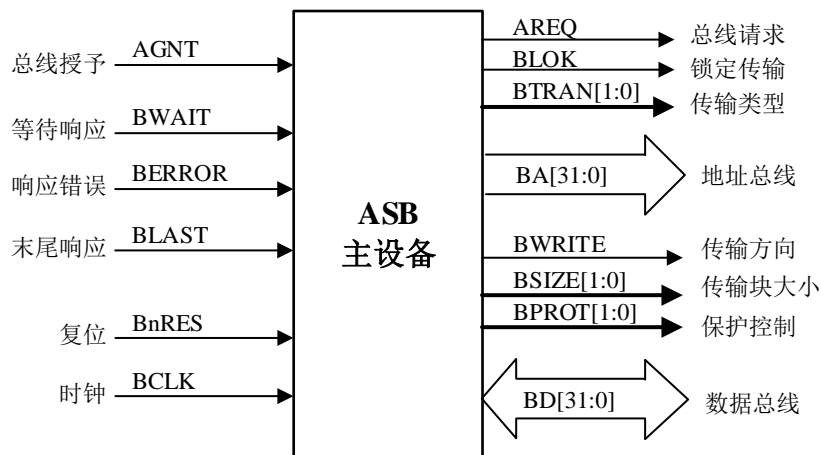 总线授予 AGNT
等待响应 BWAIT
响应错误 BERROR
末尾响应 BLAST
复位 BnRES
时钟 BCLK
ASB
主设备
AREQ 总线请求
BLOK 锁定传输
BTRAN[1:0] 传输类型
BA[31:0] 地址总线
BWRITE 传输方向
BSIZE[1:0] 传输块大小
BPROT[1:0] 保护控制
BD[31:0] 数据总线